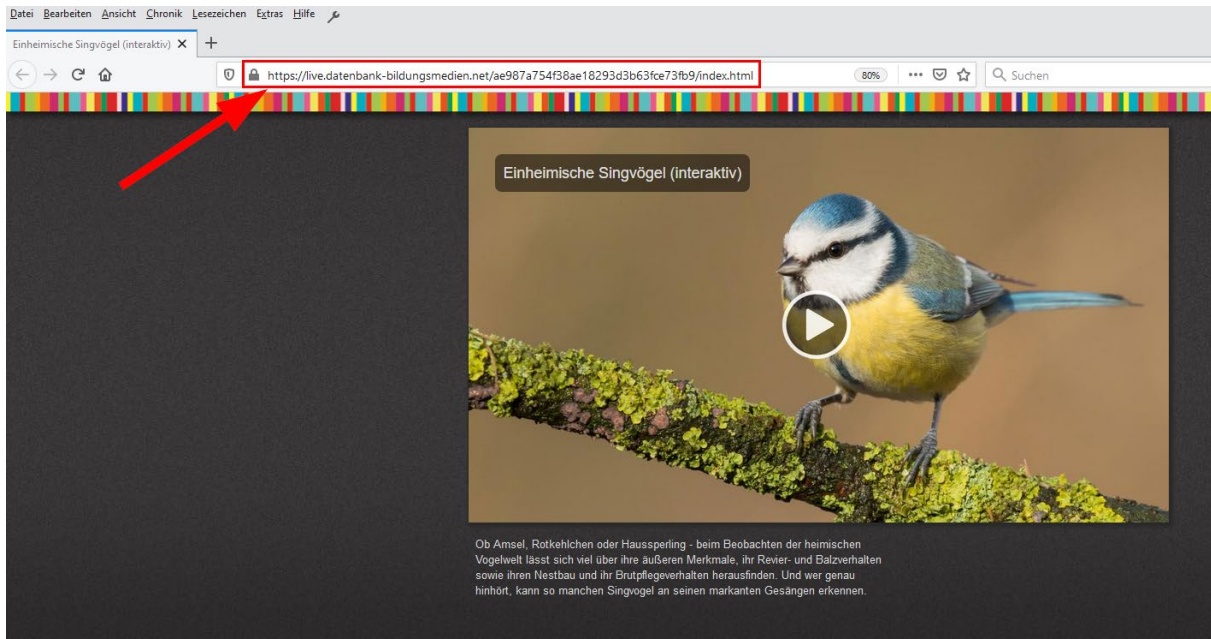 Datei Bearbeiten Ansicht Chronik Lesezeichen Extras Hilfe
Einheimische Singvögel (interaktiv)
https://live.datenbank-bildungsmedien.net/ae987a754f38ae18293d3b63fce73fb9/index.html 80% Suchen
Einheimische Singvögel (interaktiv)
Ob Amsel, Rotkehlchen oder Haussperling - beim Beobachten der heimischen
Vogelwelt lässt sich viel über ihre äußeren Merkmale, ihr Revier- und Balzverhalten
sowie ihren Nestbau und ihr Brutpflegeverhalten herausfinden. Und wer genau
hinhört, kann so manchen Singvogel an seinen markanten Gesängen erkennen.